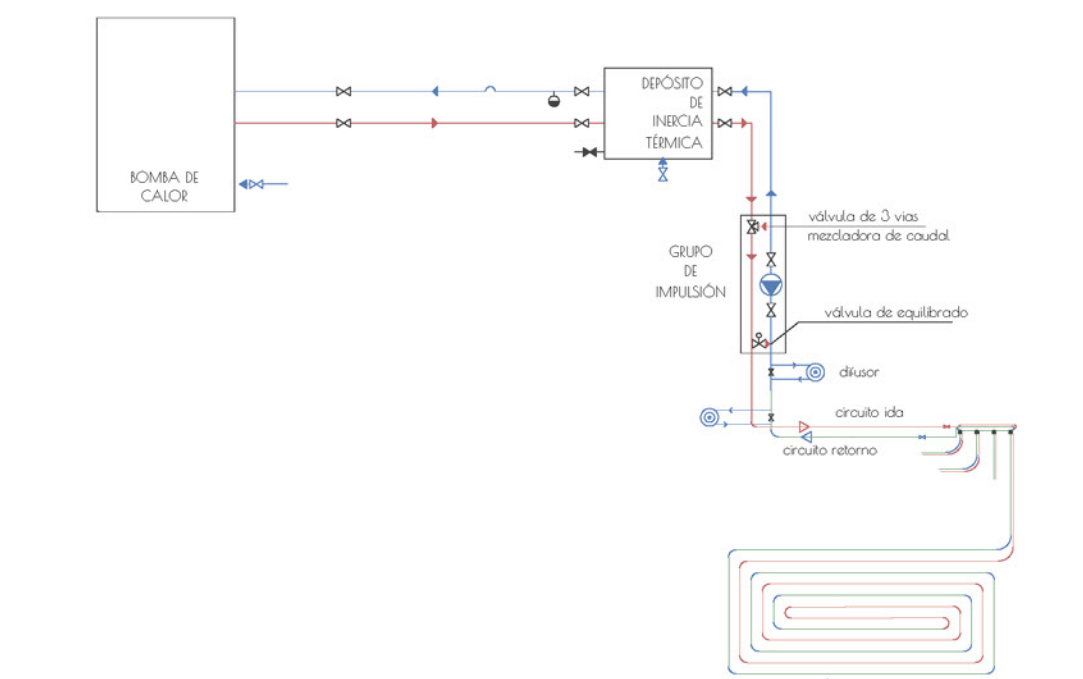 DEPÓSITO
DE
INERCIA
TÉRMICA
BOMBA DE
CALOR
válvula de 3 vias
mezcladora de caudal
GRUPO
DE
IMPULSIÓN
válvula de equilibrado
difusor
circuito ida
circuito retorno